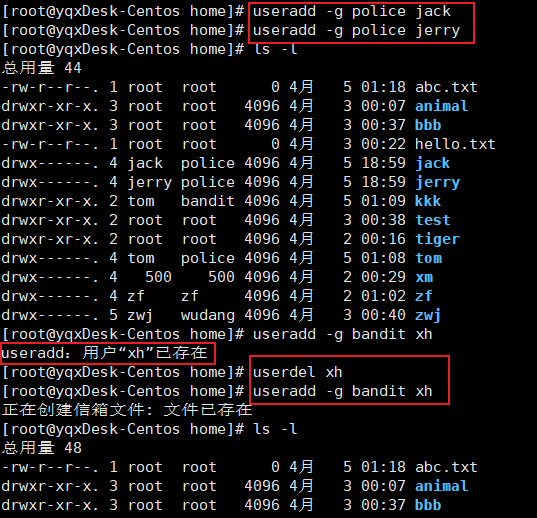 [root@yqxDesk-Centos home]# useradd -g police jack
[root@yqxDesk-Centos home]# useradd -g police jerry
[root@yqxDesk-Centos home]# ls -l
总用量 44
-rw-r--r--. 1 root  root      0 4月   5 01:18 abc.txt
drwxr-xr-x. 3 root  root   4096 4月   3 00:07 animal
drwxr-xr-x. 3 root  root   4096 4月   3 00:37 bbb
-rw-r--r--. 1 root  root      0 4月   3 00:22 hello.txt
drwx------. 4 jack  police 4096 4月   5 18:59 jack
drwx------. 4 jerry police 4096 4月   5 18:59 jerry
drwxr-xr-x. 2 tom   bandit 4096 4月   5 01:09 kkk
drwxr-xr-x. 2 root  root   4096 4月   3 00:38 test
drwxr-xr-x. 2 root  root   4096 4月   2 00:16 tiger
drwx------. 4 tom   police 4096 4月   5 01:08 tom
drwx------. 4   500    500 4096 4月   2 00:29 xm
drwx------. 4 zf    zf     4096 4月   2 01:02 zf
drwx------. 5 zwj   wudang 4096 4月   3 00:40 zwj
[root@yqxDesk-Centos home]# useradd -g bandit xh
useradd：用户“xh”已存在
[root@yqxDesk-Centos home]# userdel xh
[root@yqxDesk-Centos home]# useradd -g bandit xh
正在创建信箱文件: 文件已存在
[root@yqxDesk-Centos home]# ls -l
总用量 48
-rw-r--r--. 1 root  root      0 4月   5 01:18 abc.txt
drwxr-xr-x. 3 root  root   4096 4月   3 00:07 animal
drwxr-xr-x. 3 root  root   4096 4月   3 00:37 bbb